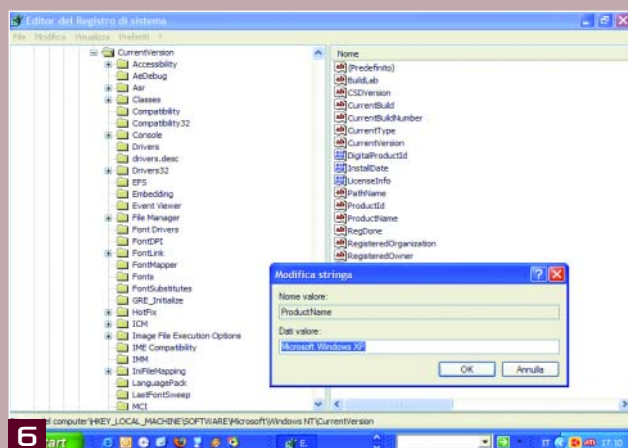 Editor del Registro di sistema
File Modifica Visualizza Preferiti ?
CurrentVersion
Accessibility
AeDebug
Asr
Classes
Compatibility
Compatibility32
Console
Drivers
drivers.desc
Drivers32
EFS
Embedding
Event Viewer
File Manager
Font Drivers
FontDPI
FontLink
FontMapper
Fonts
FontSubstitutes
GRE_Initialize
HotFix
ICM
Image File Execution Options
IME Compatibility
IMM
IniFileMapping
LanguagePack
LastFontSweep
MCI
Nome
(Predefinito)
BuildLab
CSDVersion
CurrentBuild
CurrentBuildNumber
CurrentType
CurrentVersion
DigitalProductId
InstallDate
LicenseInfo
PathName
ProductId
ProductName
RegDone
RegisteredOrganization
RegisteredOwner
Modifica stringa
Nome valore:
ProductName
Dati valore:
Microsoft Windows XP
OK Annulla
computer\HKEY_LOCAL_MACHINE\SOFTWARE\Microsoft\Windows NT\CurrentVersion
6
start
E.
IT
17.10